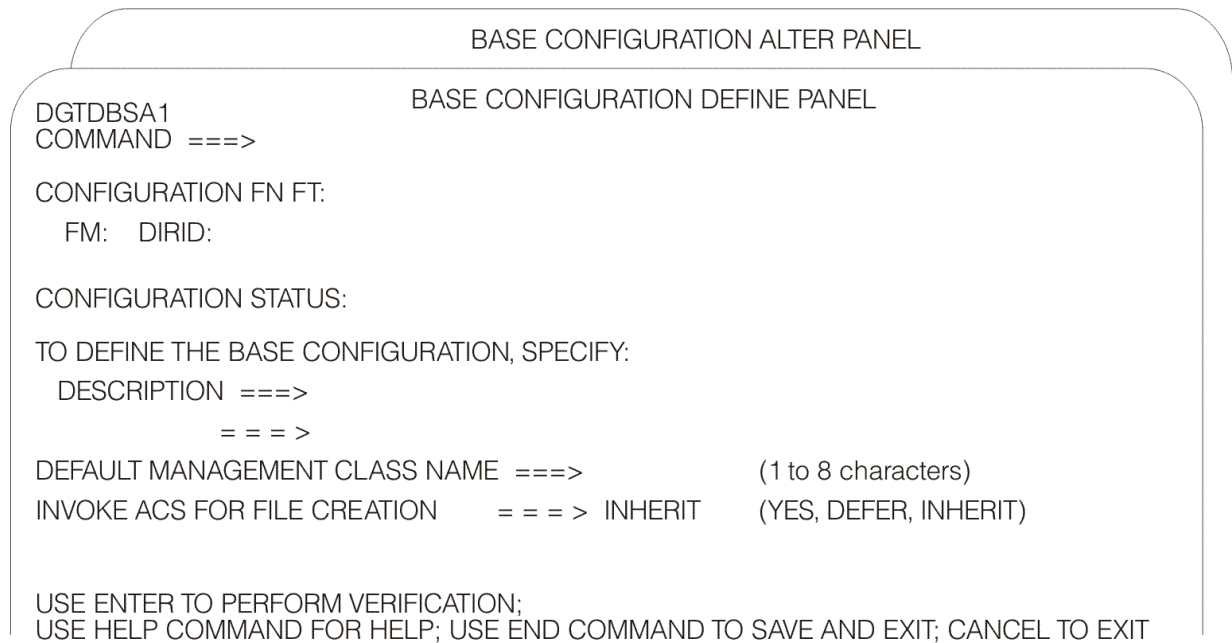 BASE CONFIGURATION ALTER PANEL
BASE CONFIGURATION DEFINE PANEL
DGTDBSA1
COMMAND ===>
CONFIGURATION FN FT:
FM: DIRID:
CONFIGURATION STATUS:
TO DEFINE THE BASE CONFIGURATION, SPECIFY:
DESCRIPTION ===>
= = = >
DEFAULT MANAGEMENT CLASS NAME ===> (1 to 8 characters)
INVOKE ACS FOR FILE CREATION = = = > INHERIT (YES, DEFER, INHERIT)
USE ENTER TO PERFORM VERIFICATION;
USE HELP COMMAND FOR HELP; USE END COMMAND TO SAVE AND EXIT; CANCEL TO EXIT